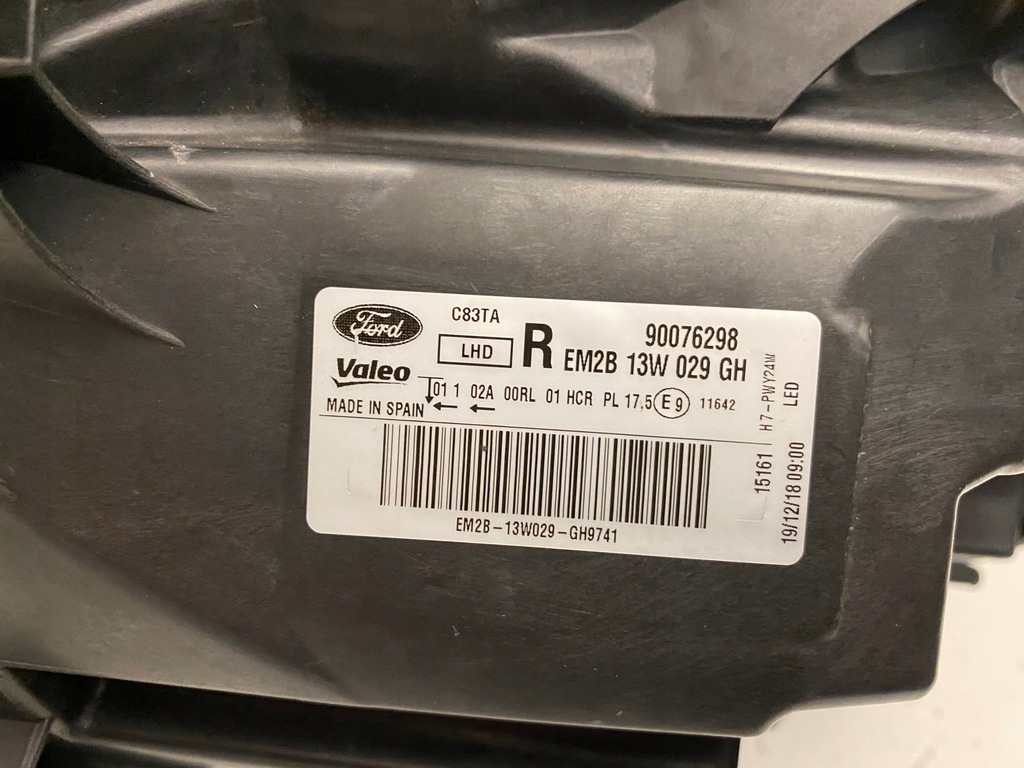 Ford
C83TA
90076298
LHD
R
EM2B 13W 029 GH
Valeo
01 1 02A 00RL 01 HCR PL 17,5 E 9 11642
MADE IN SPAIN
EM2B-13W029-GH9741
15161 H7-PWY24W
19/12/18 09:00 LED